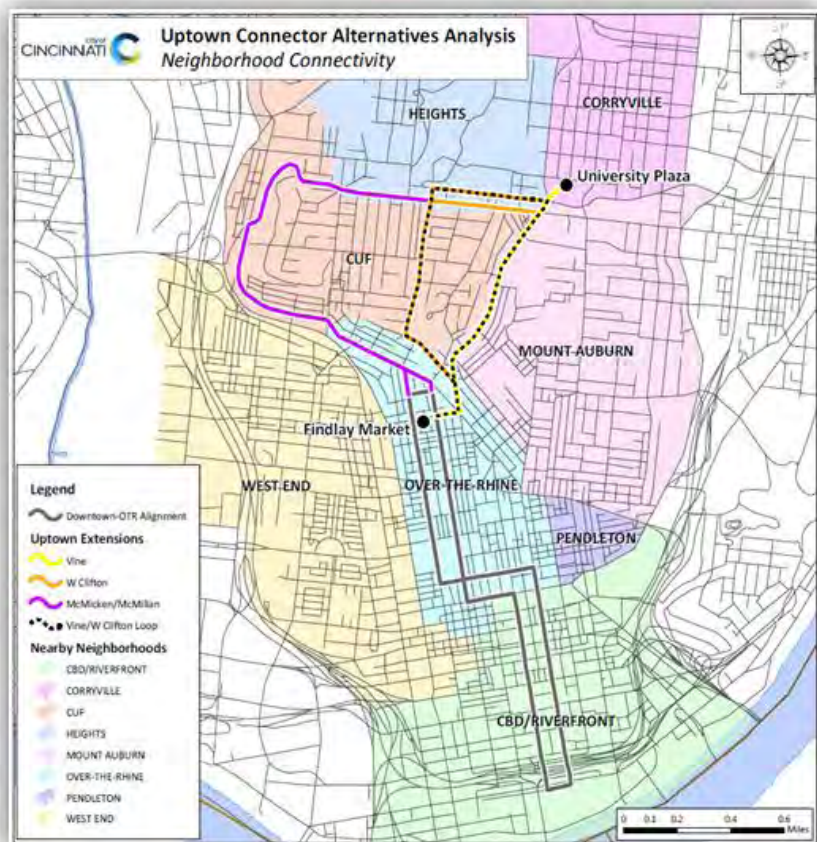 city of
CINCINNATI
Uptown Connector Alternatives Analysis
Neighborhood Connectivity
HEIGHTS
CORRYVILLE
University Plaza
CUF
MOUNT AUBURN
Findlay Market
WEST END
OVER-THE-RHINE
PENDLETON
CBD/RIVERFRONT
Legend
Downtown-OTR Alignment
Uptown Extensions
Vine
W Clifton
McMicken/McMillan
Vine/W Clifton Loop
Nearby Neighborhoods
CBD/RIVERFRONT
CORRYVILLE
CUF
HEIGHTS
MOUNT AUBURN
OVER-THE-RHINE
PENDLETON
WEST END
0 0.1 0.2 0.4 0.6
Miles